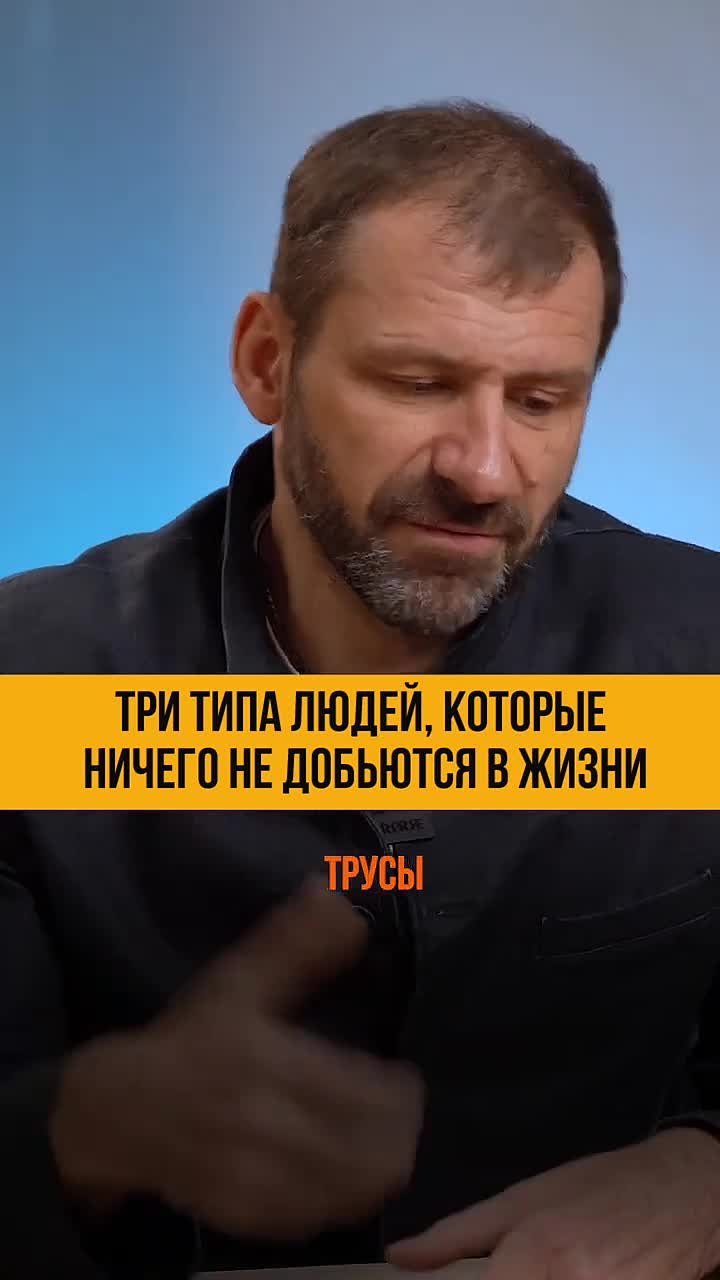 ТРИ ТИПА ЛЮДЕЙ, КОТОРЫЕ
НИЧЕГО НЕ ДОБЬЮТСЯ В ЖИЗНИ
ТРУСЫ